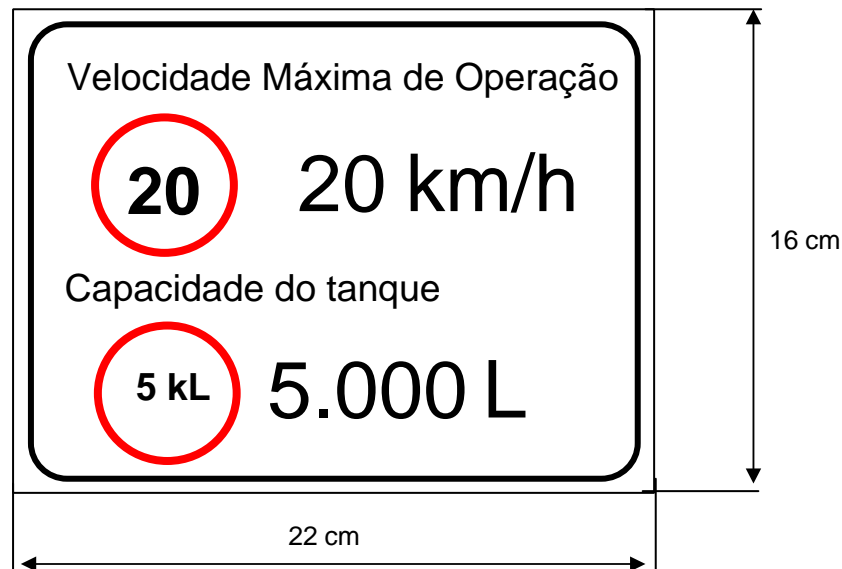 Velocidade Máxima de Operação
20 20 km/h
16 cm
Capacidade do tanque
5 kL 5.000 L
22 cm